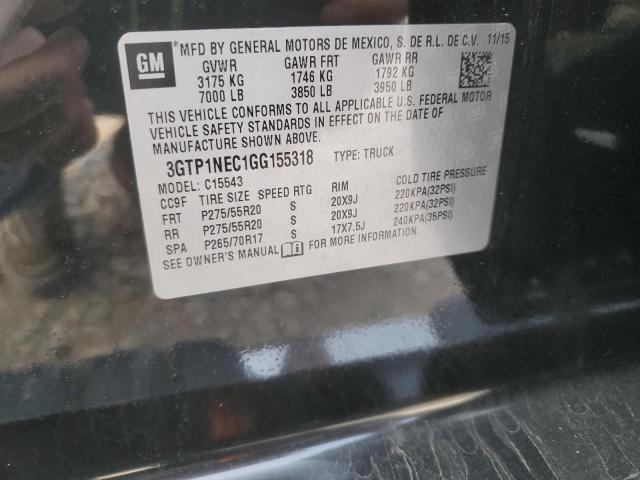 GM MFD BY GENERAL MOTORS DE MEXICO, S. DE R.L. DE C.V. 11/15
GVWR GAWR FRT GAWR RR
3175 KG 1746 KG 1792 KG
7000 LB 3850 LB 3950 LB
THIS VEHICLE CONFORMS TO ALL APPLICABLE U.S. FEDERAL MOTOR
VEHICLE SAFETY STANDARDS IN EFFECT ON THE DATE OF
MANUFACTURE SHOWN ABOVE.
3GTP1NEC1GG155318 TYPE: TRUCK
MODEL: C15543
CC9F TIRE SIZE SPEED RTG RIM COLD TIRE PRESSURE
FRT P275/55R20 S 20X9J 220KPA(32PSI)
RR P275/55R20 S 20X9J 220KPA(32PSI)
SPA P265/70R17 S 17X7.5J 240KPA(35PSI)
SEE OWNER'S MANUAL FOR MORE INFORMATION.